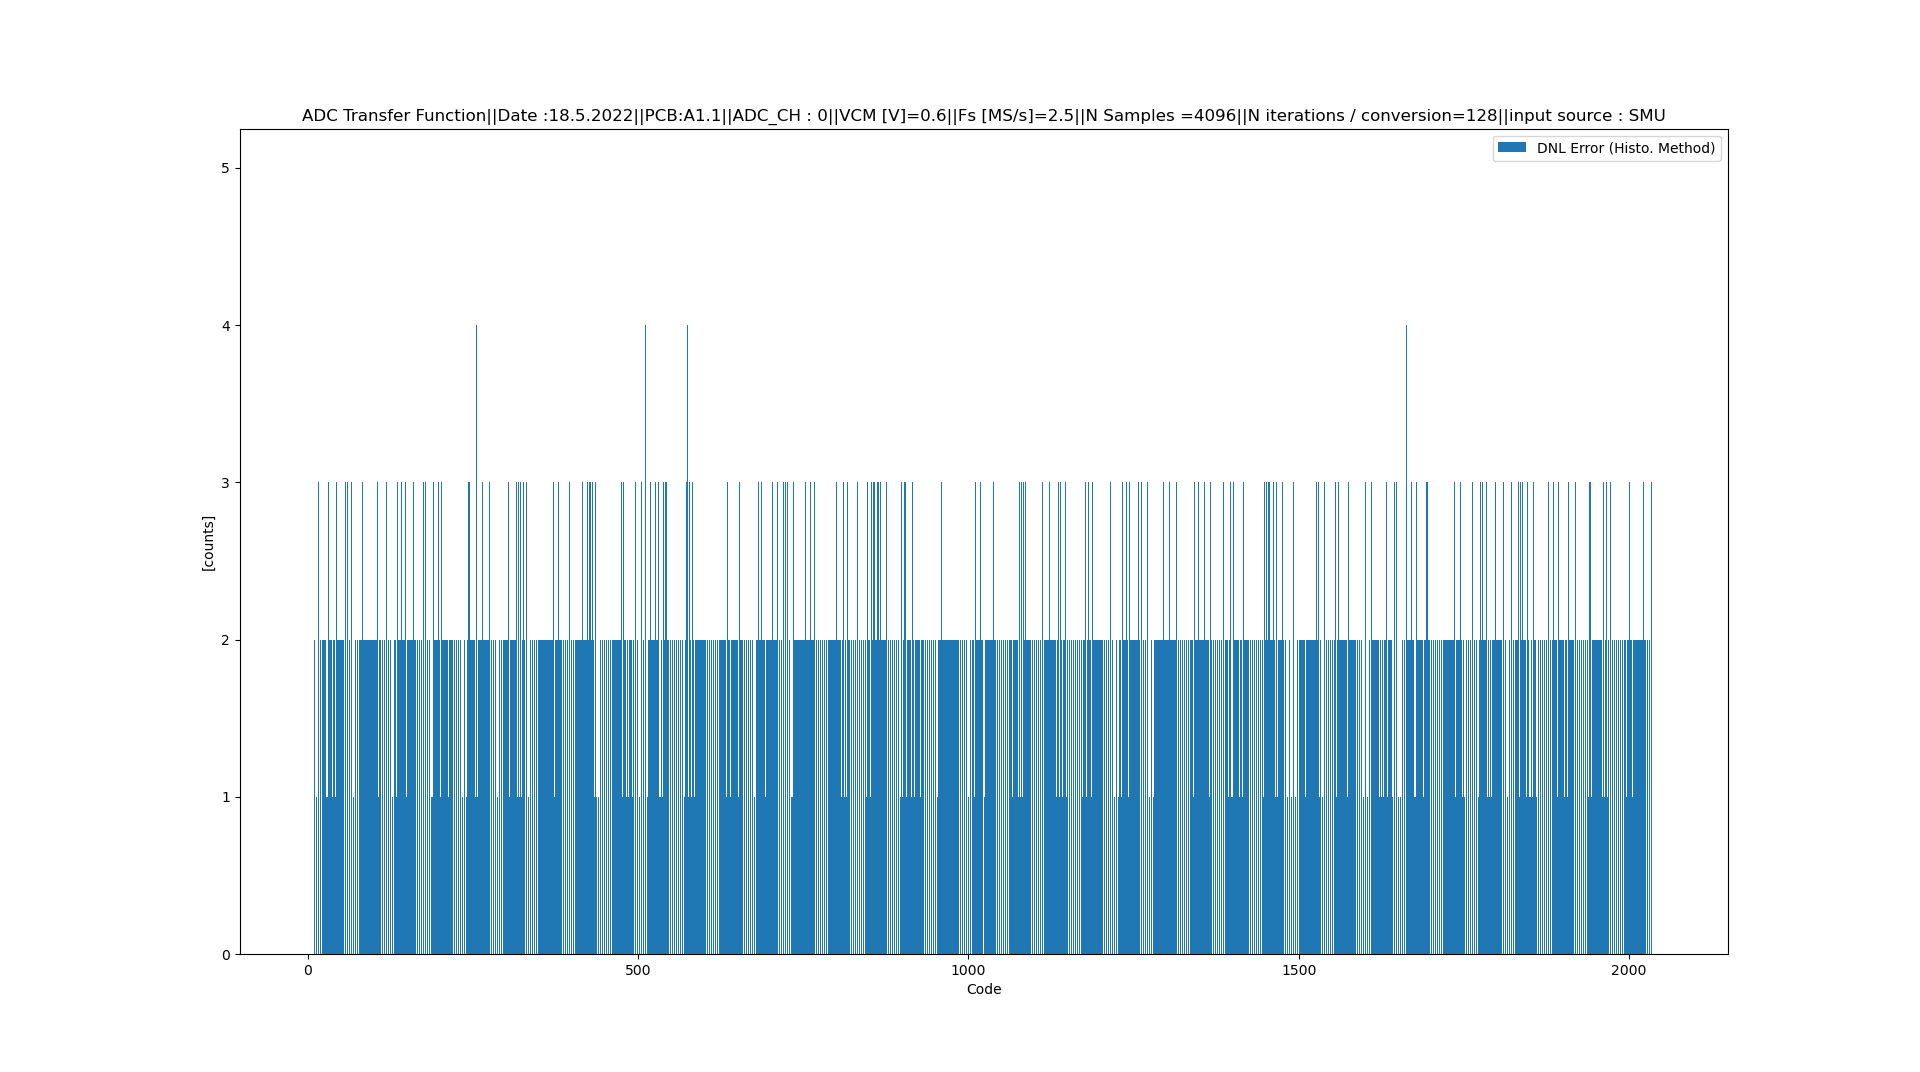 ADC Transfer Function||Date :18.5.2022||PCB:A1.1||ADC_CH : 0||VCM [V]=0.6||Fs [MS/s]=2.5||N Samples =4096||N iterations / conversion=128||input source : SMU
DNL Error (Histo. Method)
5
4
3
2
1
0
[counts]
0 500 1000 1500 2000
Code